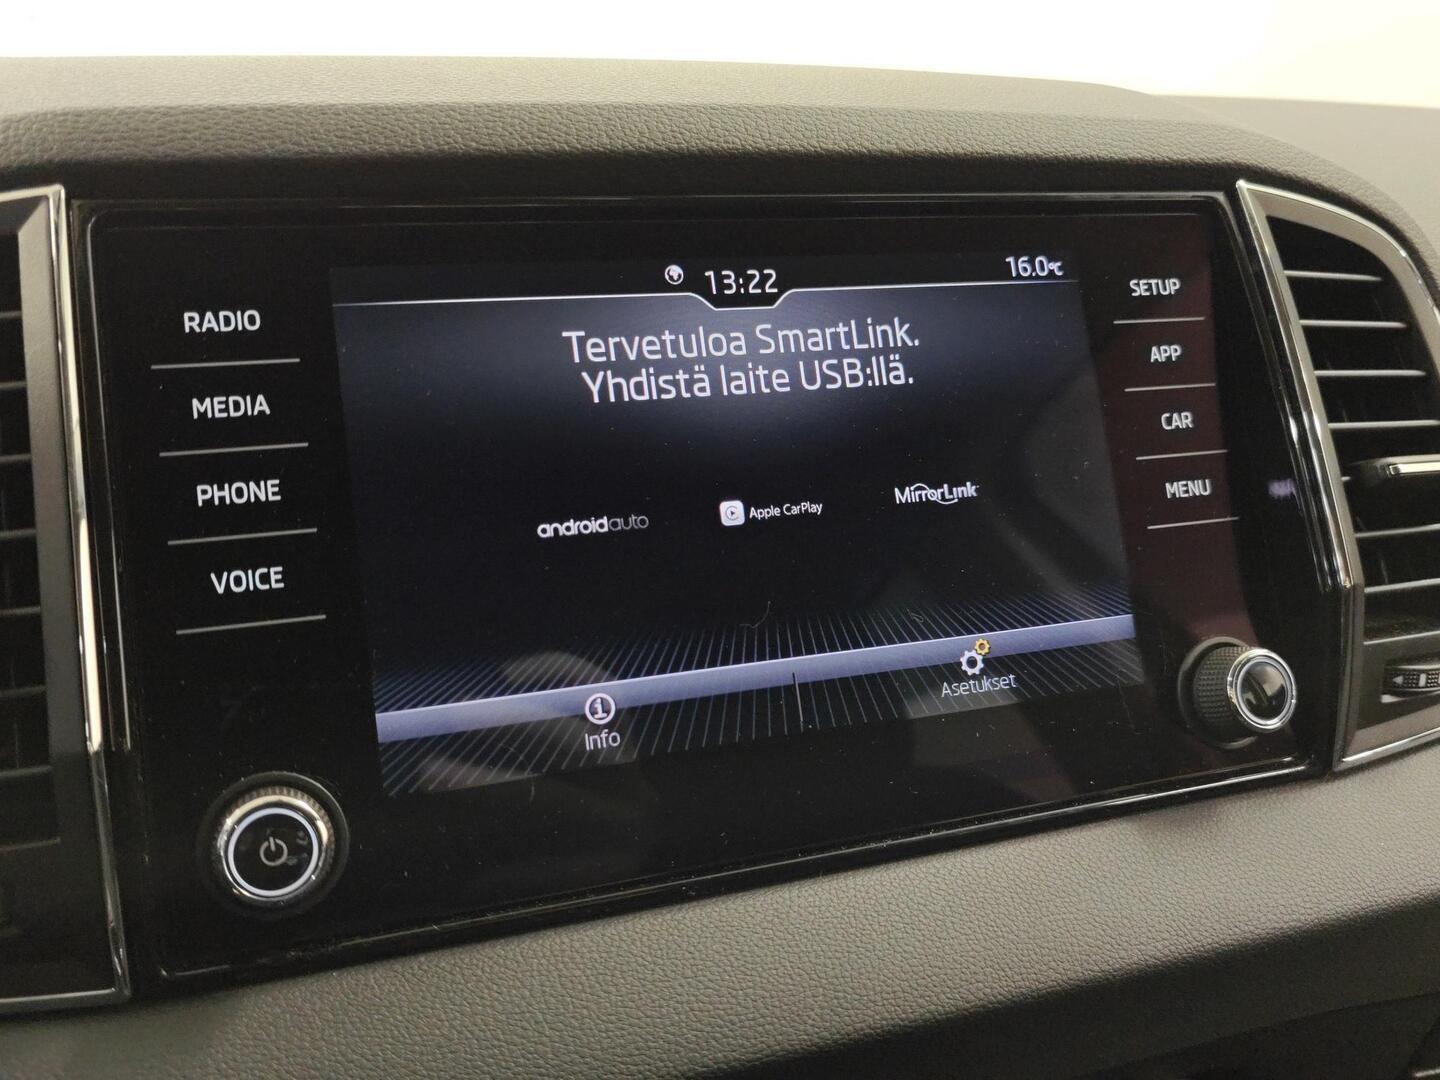 13:22
16.0°C
RADIO
MEDIA
PHONE
VOICE
Tervetuloa SmartLink.
Yhdistä laite USB:llä.
androidauto
Apple CarPlay
MirrorLink™
Info
Asetukset
SETUP
APP
CAR
MENU